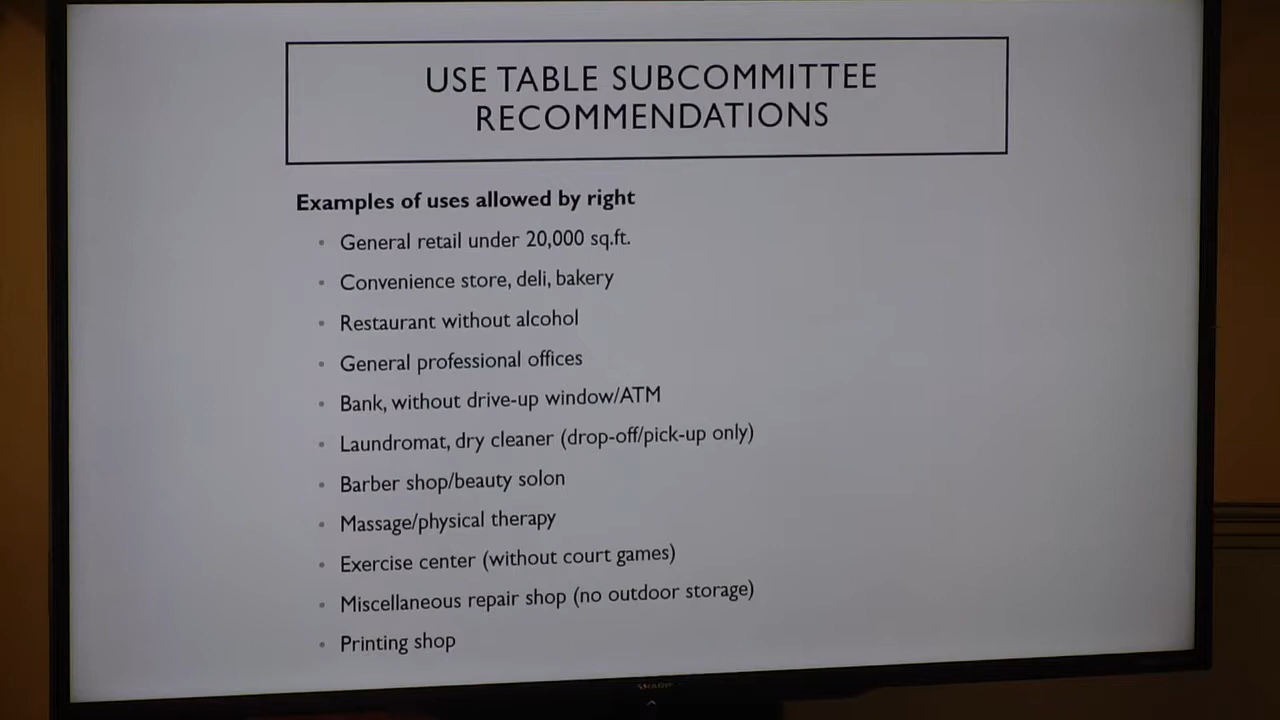 USE TABLE SUBCOMMITTEE
RECOMMENDATIONS
Examples of uses allowed by right
• General retail under 20,000 sq.ft.
• Convenience store, deli, bakery
• Restaurant without alcohol
• General professional offices
• Bank, without drive-up window/ATM
• Laundromat, dry cleaner (drop-off/pick-up only)
• Barber shop/beauty solon
• Massage/physical therapy
• Exercise center (without court games)
• Miscellaneous repair shop (no outdoor storage)
• Printing shop
SHARP